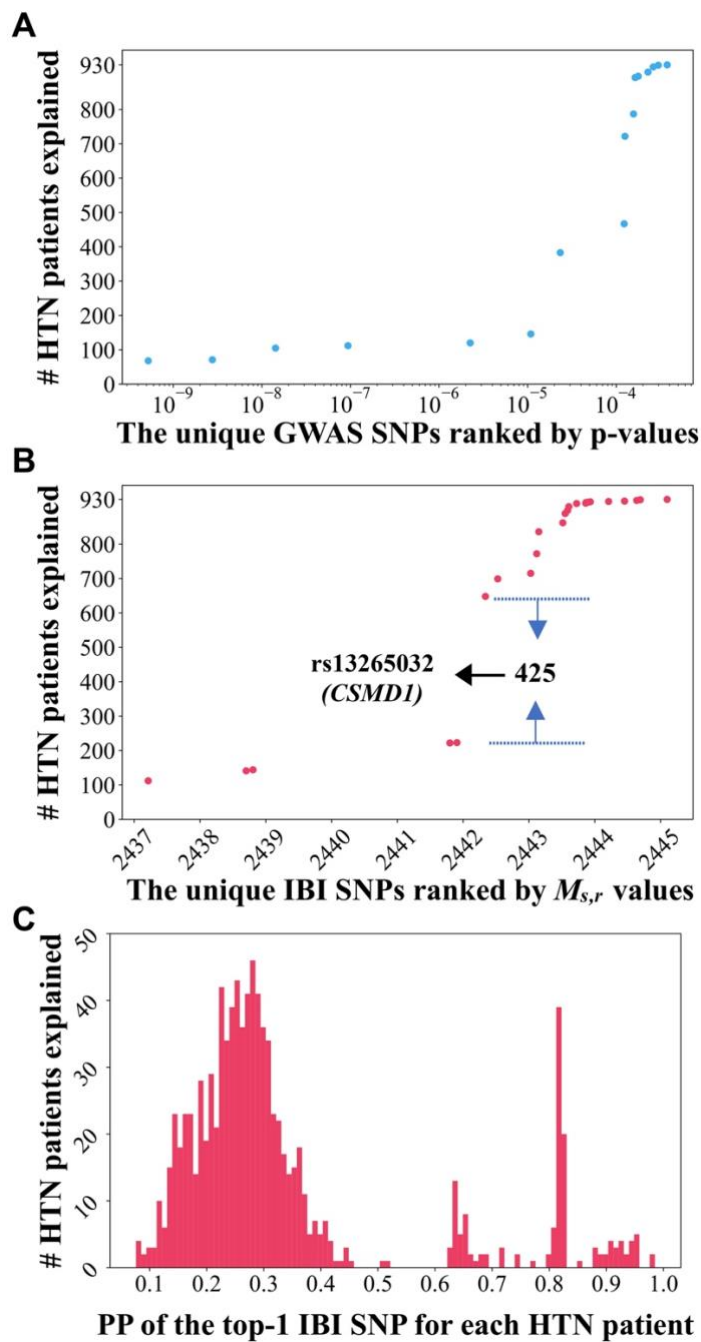 A
# HTN patients explained
930
800
700
600
500
400
300
200
100
0
10⁻⁹ 10⁻⁸ 10⁻⁷ 10⁻⁶ 10⁻⁵ 10⁻⁴
The unique GWAS SNPs ranked by p-values
B
# HTN patients explained
930
800
700
600
500
400
300
200
100
0
rs13265032
(CSMD1)
425
2437 2438 2439 2440 2441 2442 2443 2444 2445
The unique IBI SNPs ranked by Mₛ,ᵣ values
C
# HTN patients explained
50
40
30
20
10
0
0.1 0.2 0.3 0.4 0.5 0.6 0.7 0.8 0.9 1.0
PP of the top-1 IBI SNP for each HTN patient